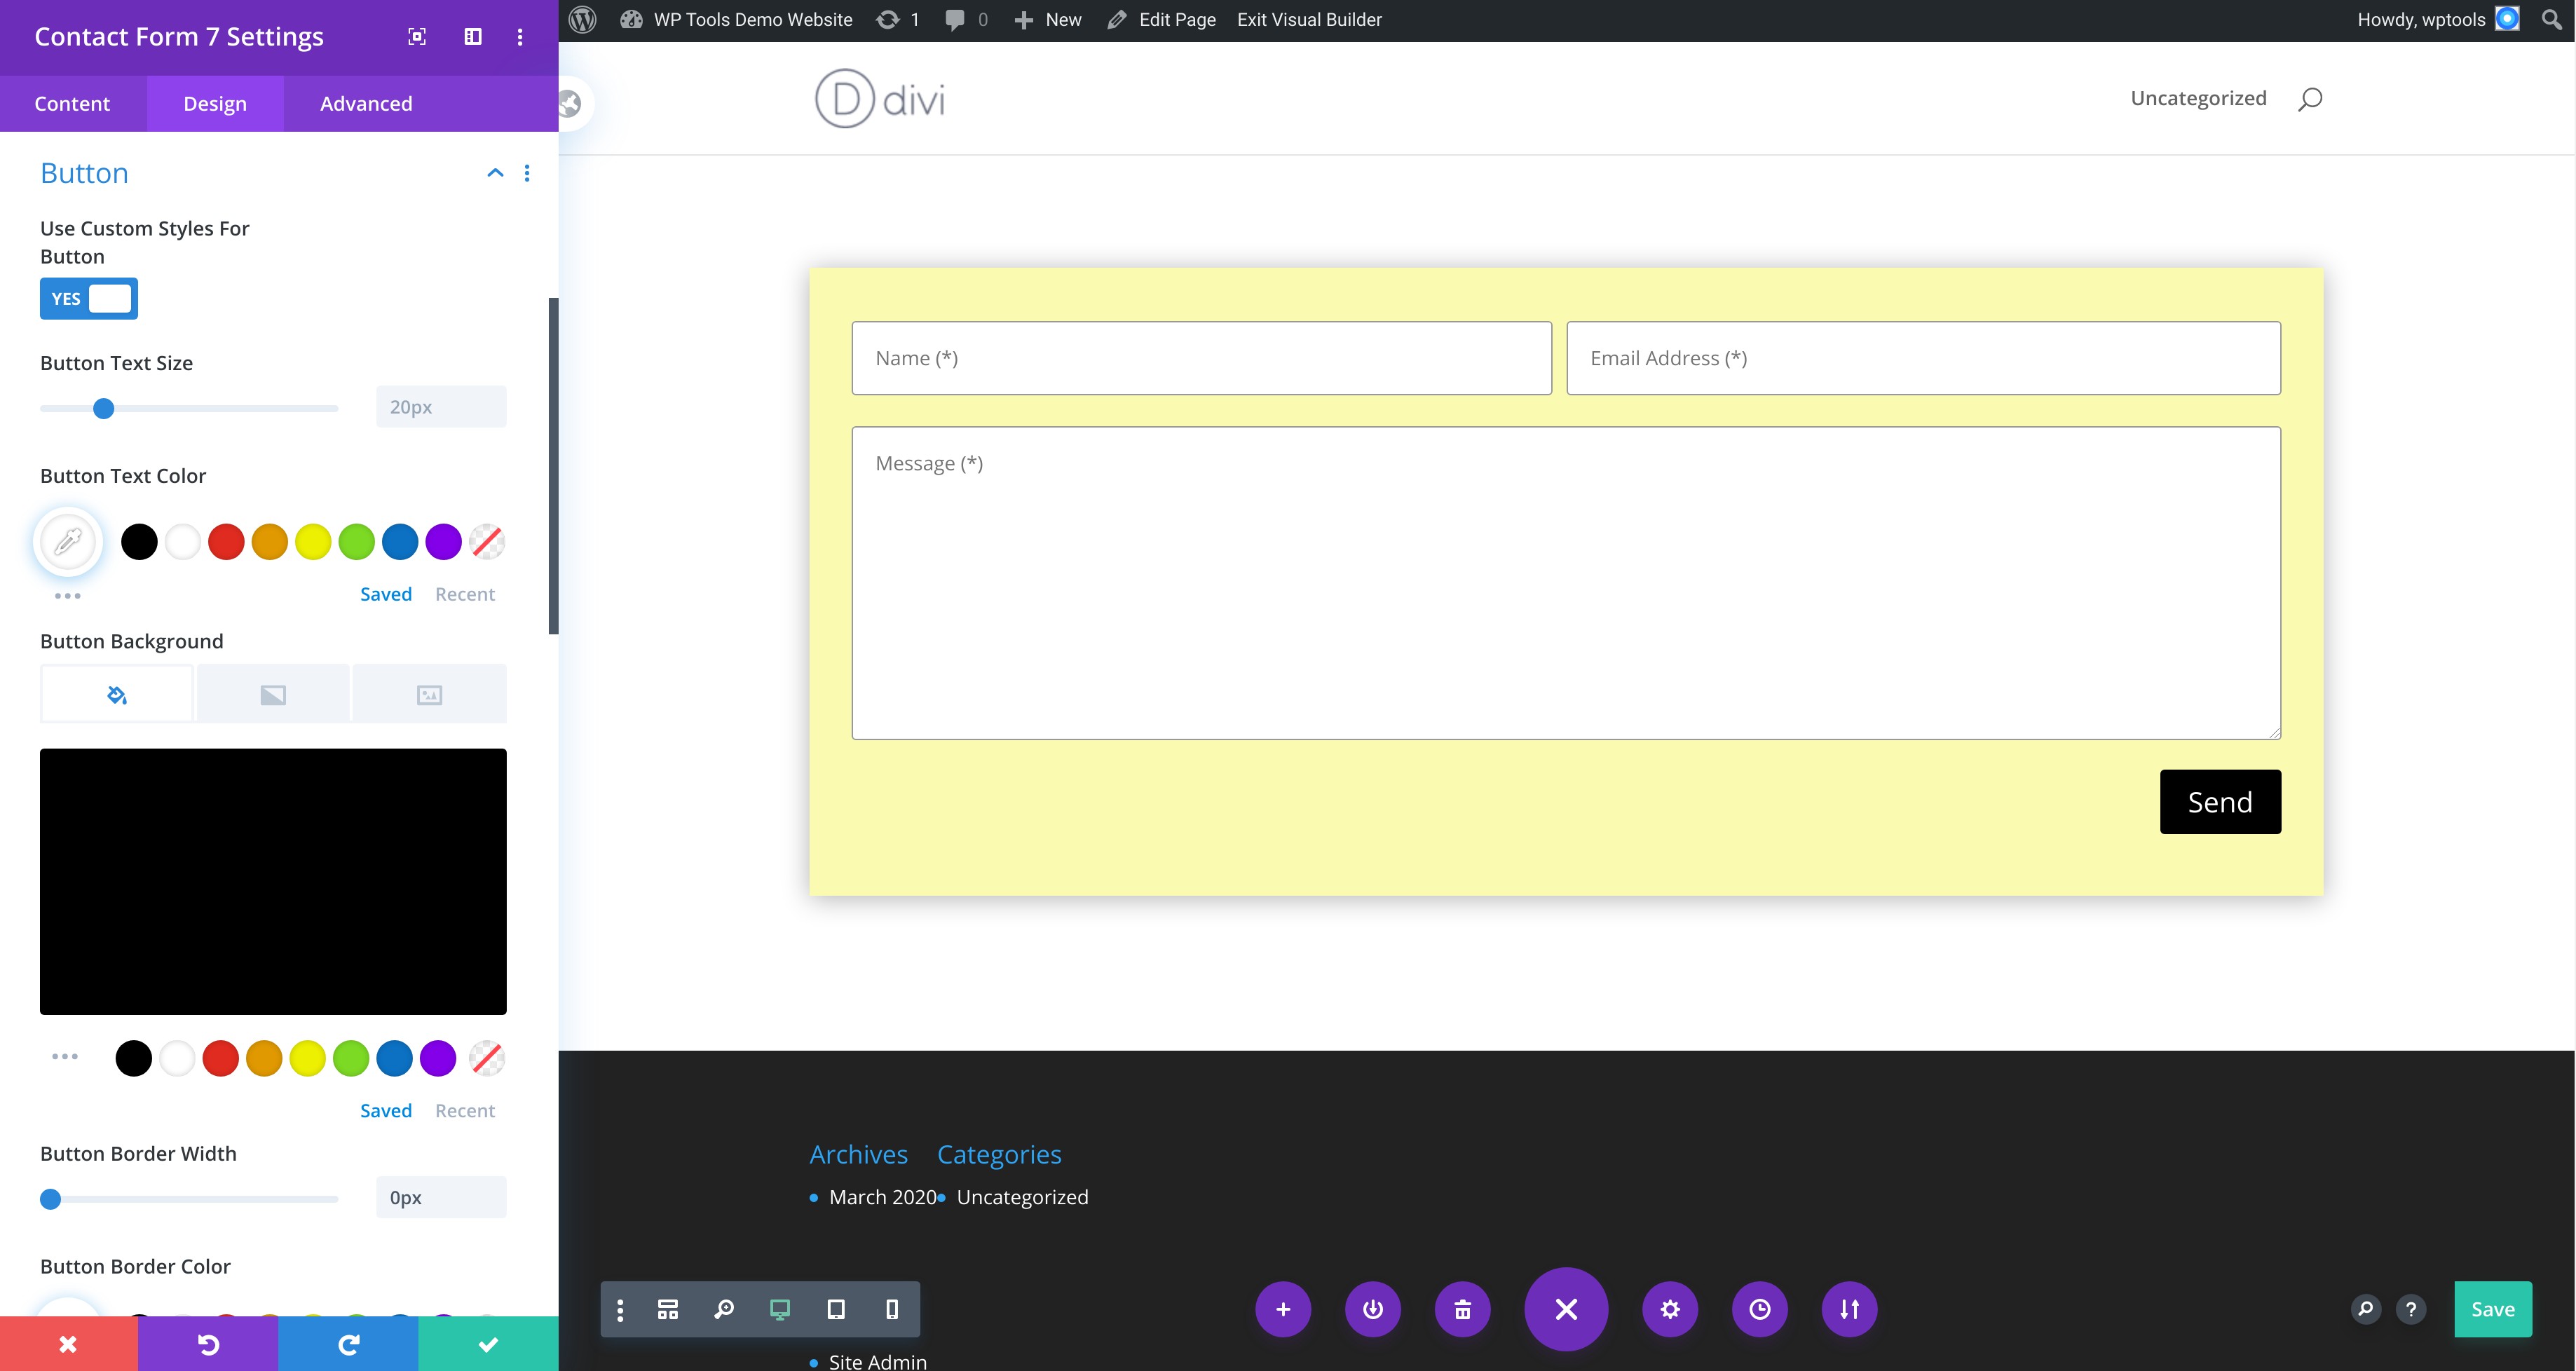 Contact Form 7 Settings
Content Design Advanced
Button
Use Custom Styles For
Button
YES
Button Text Size
20px
Button Text Color
Saved Recent
Button Background
Saved Recent
Button Border Width
0px
Button Border Color
WP Tools Demo Website 1 0 New Edit Page Exit Visual Builder Howdy, wptools
D divi
Uncategorized
Name (*) Email Address (*)
Message (*)
Send
Archives Categories
March 2020 Uncategorized
? Save
Site Admin